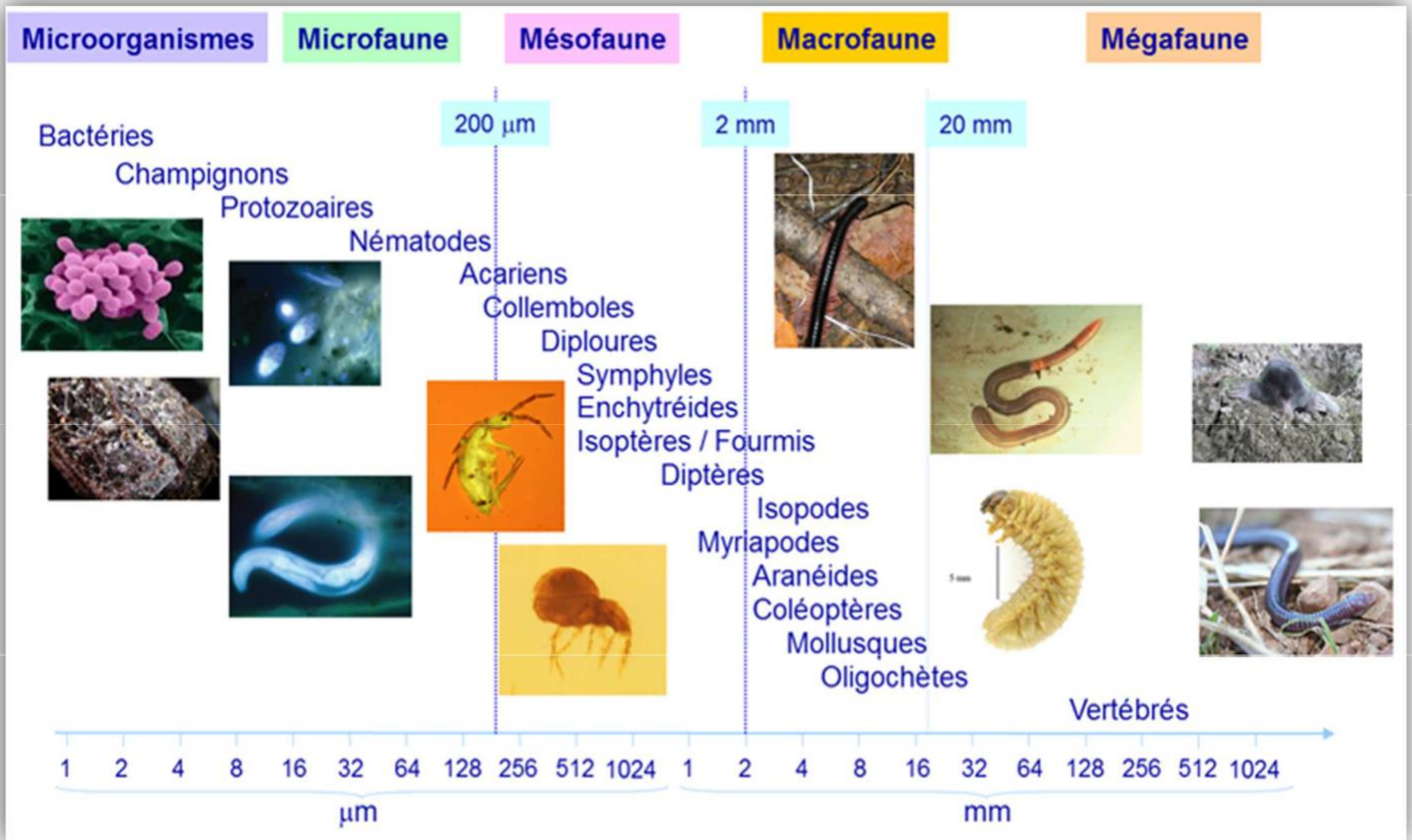 Microorganismes Microfaune Mésofaune Macrofaune Mégafaune
200 μm 2 mm 20 mm
Bactéries
Champignons
Protozoaires
Nématodes
Acariens
Collemboles
Diploures
Symphyles
Enchytréides
Isoptères / Fourmis
Diptères
Isopodes
Myriapodes
Aranéides
5 mm
Coléoptères
Mollusques
Oligochètes
Vertébrés
1 2 4 8 16 32 64 128 256 512 1024 1 2 4 8 16 32 64 128 256 512 1024
μm mm